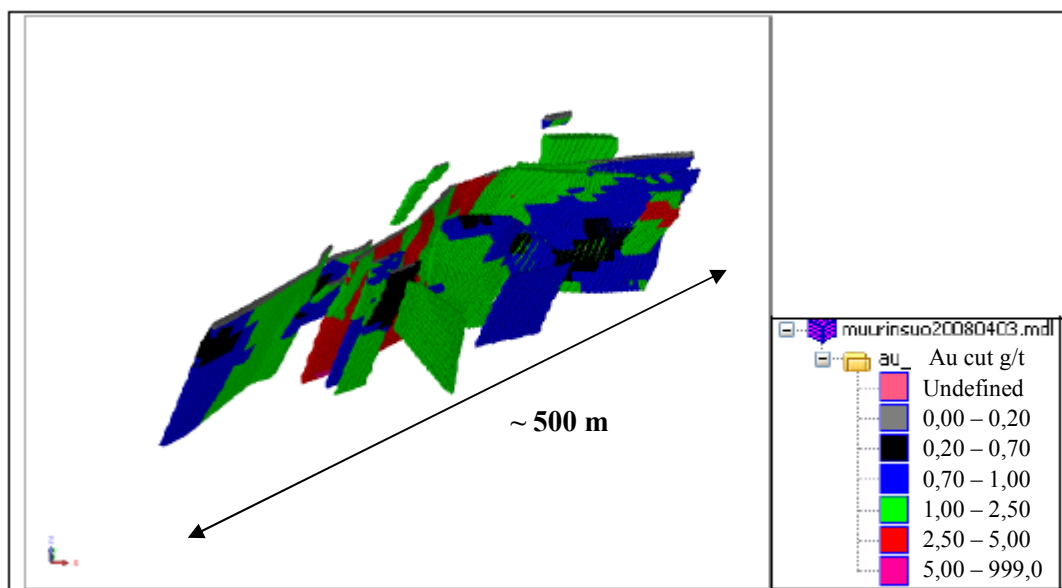 ~ 500 m
muurinsuo20080403.mdl
au_ Au cut g/t
Undefined
0,00 – 0,20
0,20 – 0,70
0,70 – 1,00
1,00 – 2,50
2,50 – 5,00
5,00 – 999,0